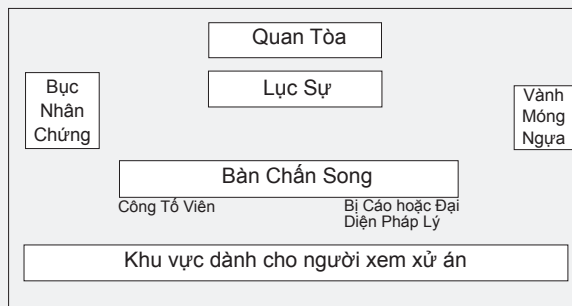 Quan Tòa
Lục Sự
Bục
Nhân
Chứng
Vành
Móng
Ngựa
Bàn Chấn Song
Công Tố Viên
Bị Cáo hoặc Đại
Diện Pháp Lý
Khu vực dành cho người xem xử án